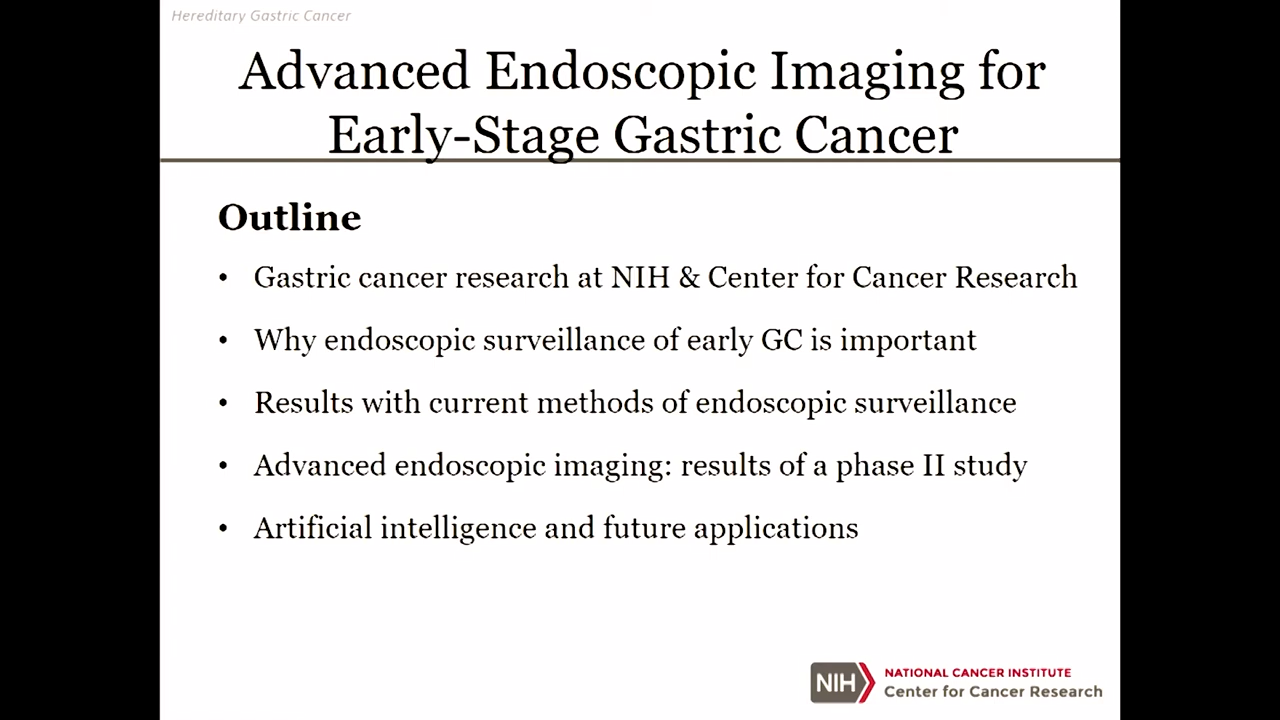 Hereditary Gastric Cancer
Advanced Endoscopic Imaging for
Early-Stage Gastric Cancer
Outline
• Gastric cancer research at NIH & Center for Cancer Research
• Why endoscopic surveillance of early GC is important
• Results with current methods of endoscopic surveillance
• Advanced endoscopic imaging: results of a phase II study
• Artificial intelligence and future applications
NIH
NATIONAL CANCER INSTITUTE
Center for Cancer Research